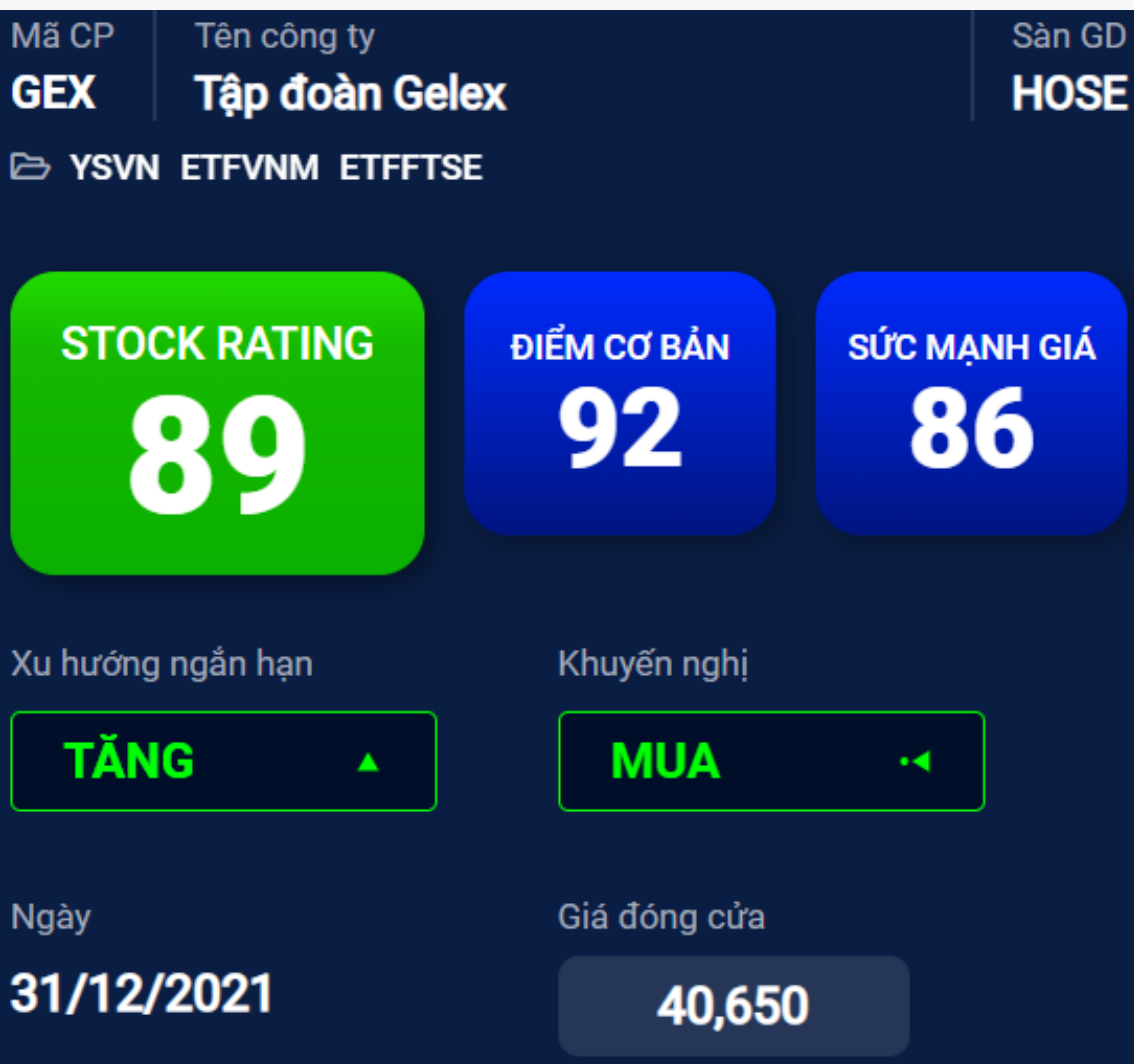 Mã CP Tên công ty Sàn GD
GEX Tập đoàn Gelex HOSE
YSVN ETFVNM ETFFTSE
STOCK RATING ĐIỂM CƠ BẢN SỨC MẠNH GIÁ
89 92 86
Xu hướng ngắn hạn Khuyến nghị
TĂNG MUA
Ngày Giá đóng cửa
31/12/2021 40,650